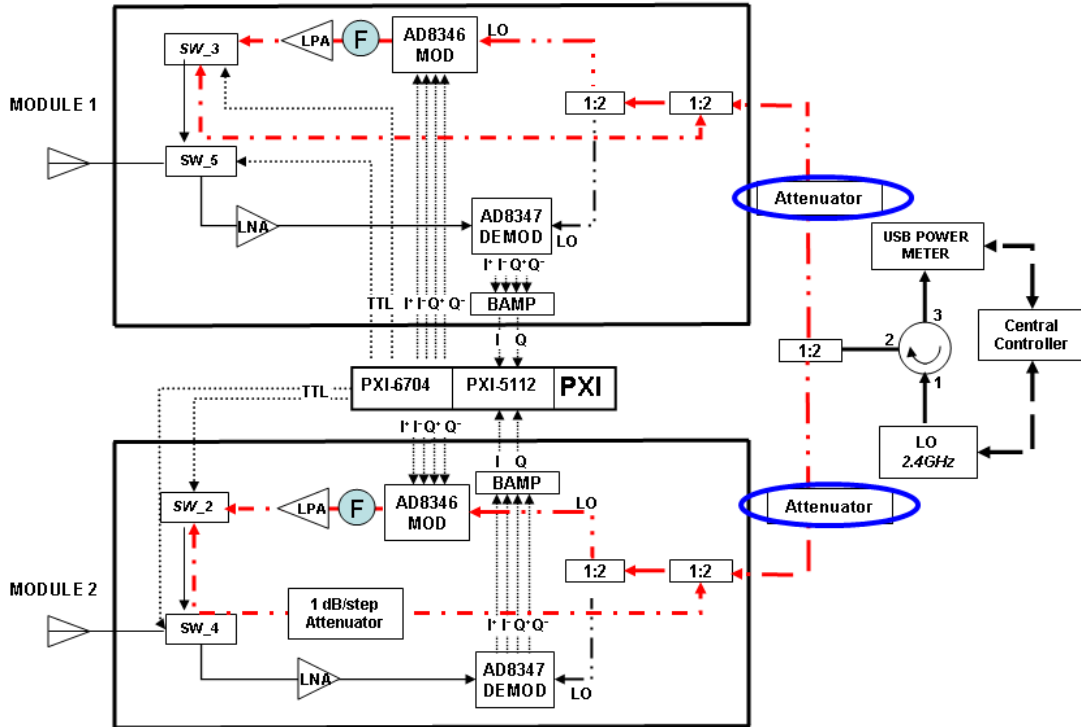 SW_3
LPA
F
AD8346
MOD
LO
MODULE 1
1:2
1:2
SW_5
LNA
AD8347
DEMOD
LO
Attenuator
USB POWER
METER
TTL
I⁺ I⁻ Q⁺ Q⁻
I⁺ I⁻ Q⁺ Q⁻
BAMP
I Q
3
2
1
1:2
Central
Controller
PXI-6704
PXI-5112
PXI
TTL
LO
2.4GHz
I⁺ I⁻ Q⁺ Q⁻
I Q
BAMP
SW_2
LPA
F
AD8346
MOD
LO
Attenuator
1:2
1:2
MODULE 2
1 dB/step
Attenuator
SW_4
I⁺ I⁻ Q⁺ Q⁻
LNA
AD8347
DEMOD
LO